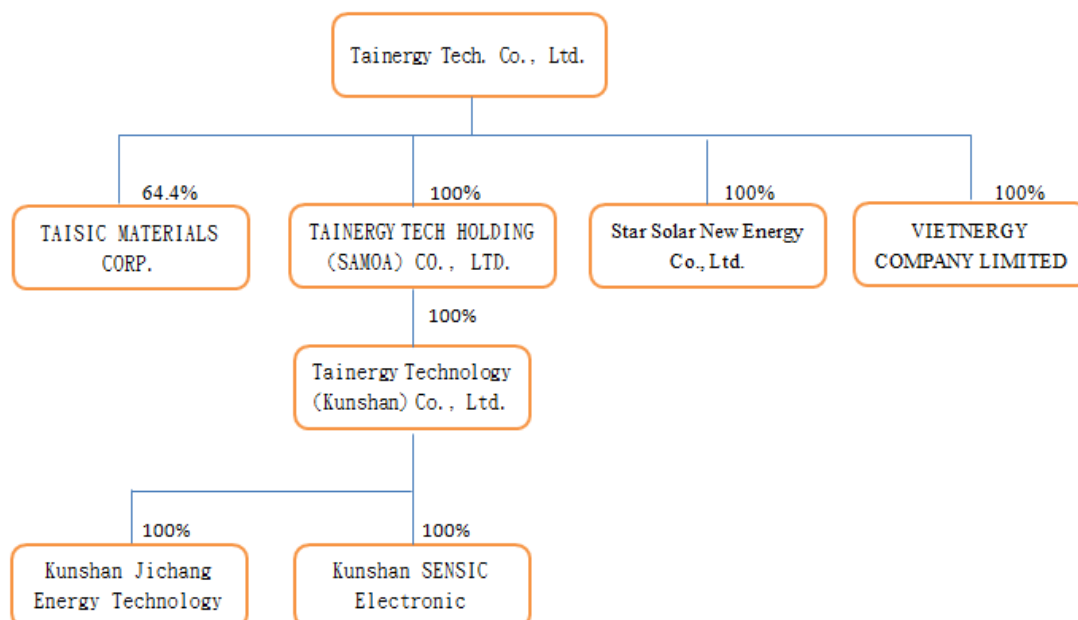 Tainergy Tech. Co., Ltd.
64.4%
100%
100%
100%
TAISIC MATERIALS
CORP.
TAINERGY TECH HOLDING
(SAMOA) CO., LTD.
Star Solar New Energy
Co., Ltd.
VIETNERGY
COMPANY LIMITED
100%
Tainergy Technology
(Kunshan) Co., Ltd.
100%
100%
Kunshan Jichang
Energy Technology
Kunshan SENSIC
Electronic